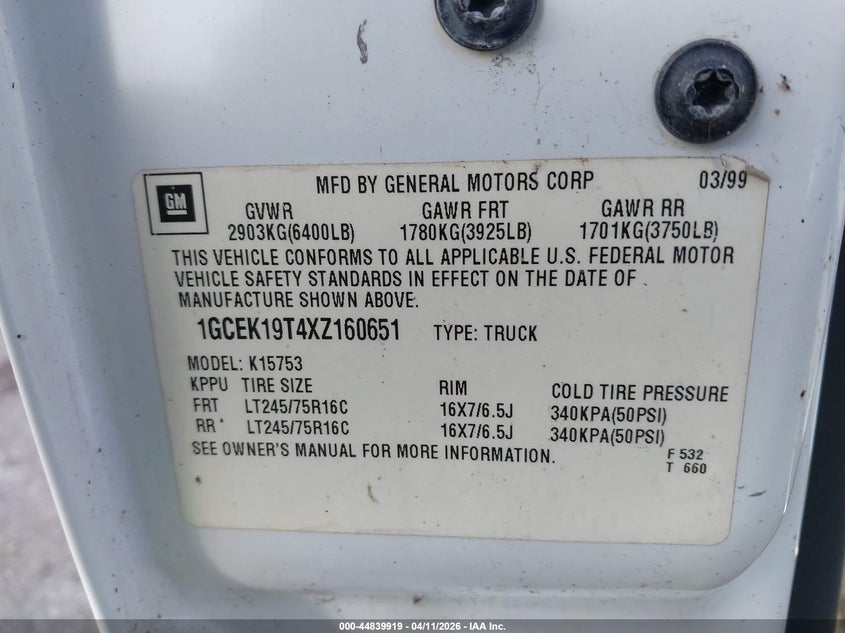 GM
MFD BY GENERAL MOTORS CORP 03/99
GVWR GAWR FRT GAWR RR
2903KG(6400LB) 1780KG(3925LB) 1701KG(3750LB)
THIS VEHICLE CONFORMS TO ALL APPLICABLE U.S. FEDERAL MOTOR
VEHICLE SAFETY STANDARDS IN EFFECT ON THE DATE OF
MANUFACTURE SHOWN ABOVE.
1GCEK19T4XZ160651 TYPE: TRUCK
MODEL: K15753
KPPU TIRE SIZE RIM COLD TIRE PRESSURE
FRT LT245/75R16C 16X7/6.5J 340KPA(50PSI)
RR LT245/75R16C 16X7/6.5J 340KPA(50PSI)
SEE OWNER'S MANUAL FOR MORE INFORMATION.
F 532
T 660
000-44839919 - 04/11/2026 - IAA Inc.